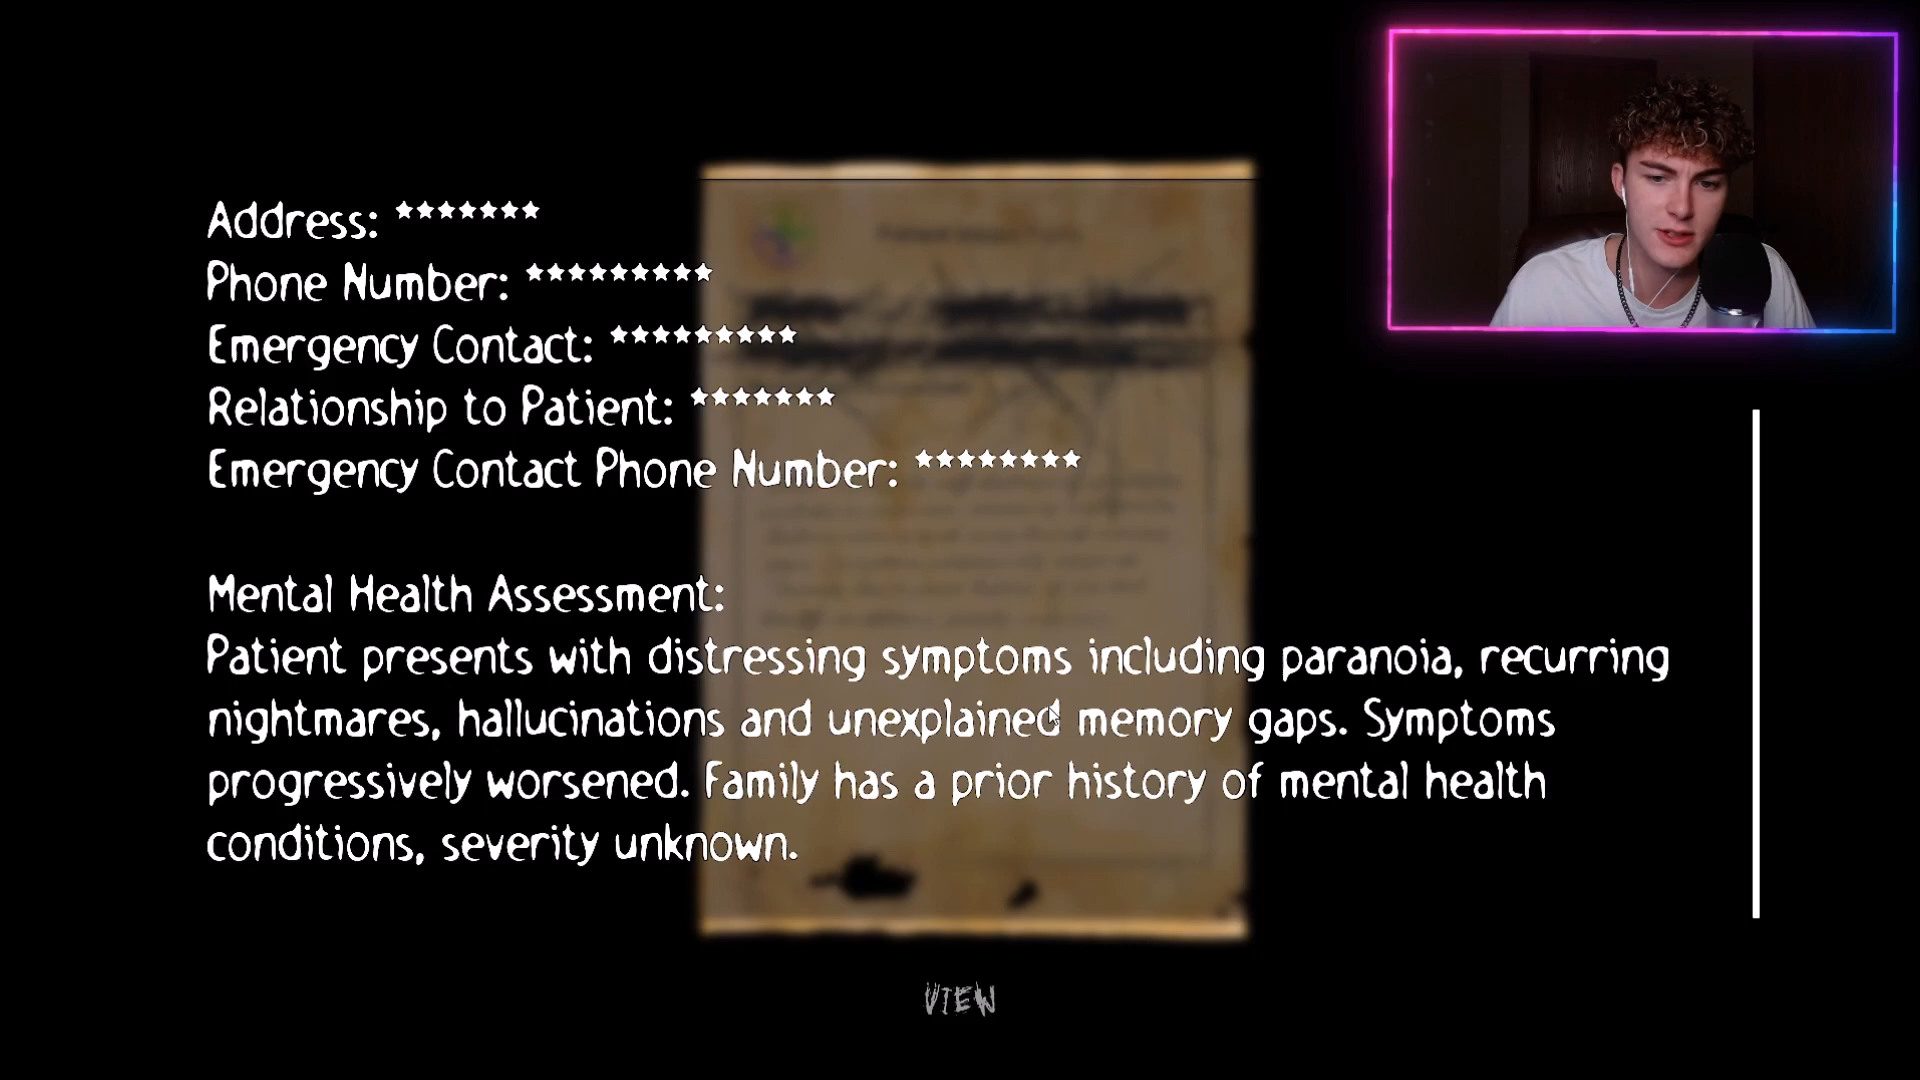 Address: *******
Phone Number: *********
Emergency Contact: *********
Relationship to Patient: *******
Emergency Contact Phone Number: ********
Mental Health Assessment:
Patient presents with distressing symptoms including paranoia, recurring
nightmares, hallucinations and unexplained memory gaps. Symptoms
progressively worsened. Family has a prior history of mental health
conditions, severity unknown.
VIEW